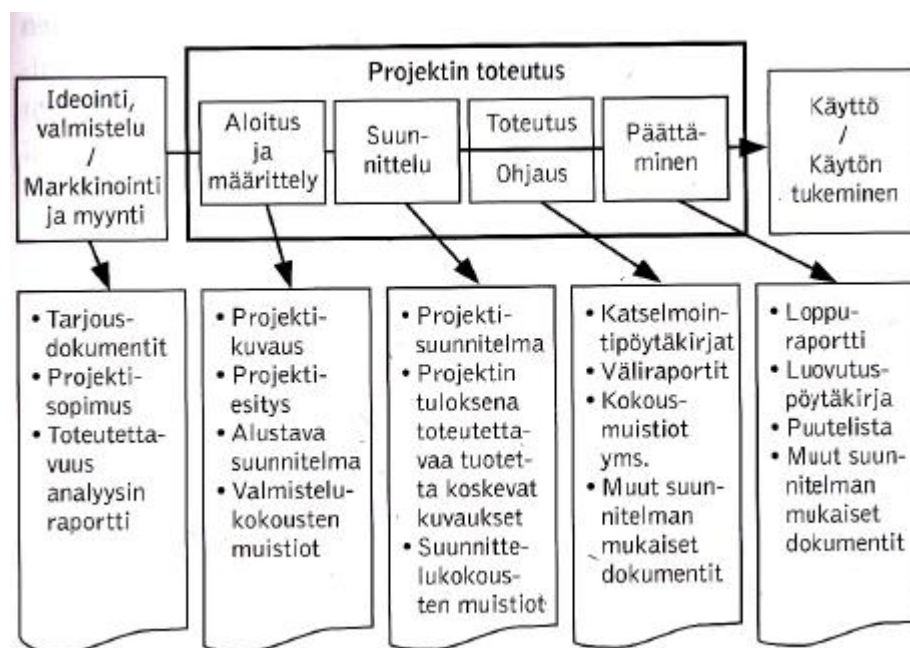 Projektin toteutus
Ideointi,
valmistelu
/
Markkinointi
ja myynti
Aloitus
ja
määrittely
Suun-
nittelu
Toteutus
Ohjaus
Päättä-
minen
Käyttö
/
Käytön
tukeminen
• Tarjous-
dokumentit
• Projekti-
sopimus
• Toteutetta-
vuus
analyysin
raportti
• Projekti-
kuvaus
• Projekti-
esitys
• Alustava
suunnitelma
• Valmistelu-
kokousten
muistiot
• Projekti-
suunnitelma
• Projektin
tuloksena
toteutetta-
vaa tuotet-
ta koskevat
kuvaukset
• Suunnitte-
lukokous-
ten muistiot
• Katselmoin-
tipöytäkirjat
• Väliraportit
• Kokous-
muistiot
yms.
• Muut suun-
nitelman
mukaiset
dokumentit
• Loppu-
raportti
• Luovutus-
pöytäkirja
• Puutelista
• Muut suun-
nitelman
mukaiset
dokumentit